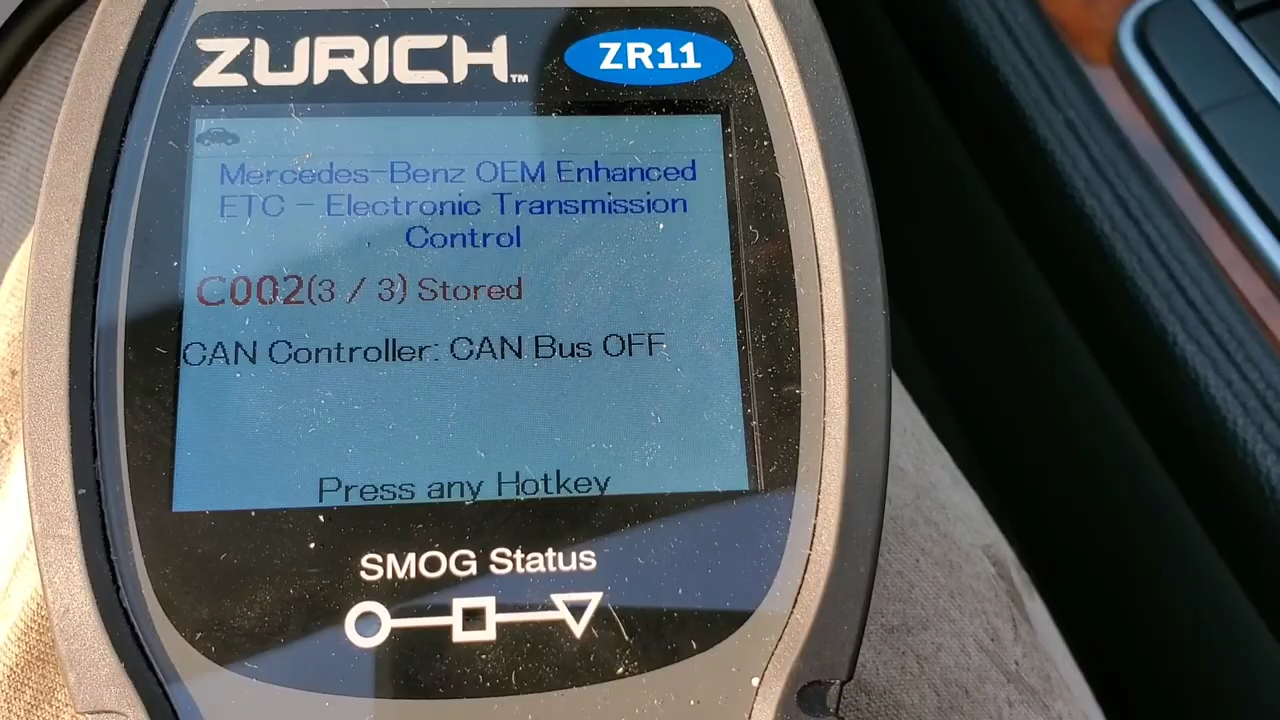 ZURICH™
ZR11
Mercedes-Benz OEM Enhanced
ETC - Electronic Transmission
Control
C002(3 / 3) Stored
CAN Controller: CAN Bus OFF
Press any Hotkey
SMOG Status